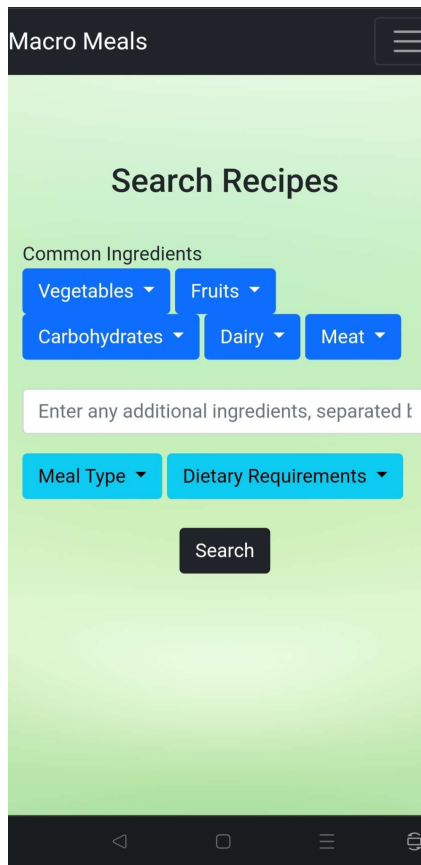 Macro Meals
Search Recipes
Common Ingredients
Vegetables Fruits
Carbohydrates Dairy Meat
Enter any additional ingredients, separated b
Meal Type Dietary Requirements
Search